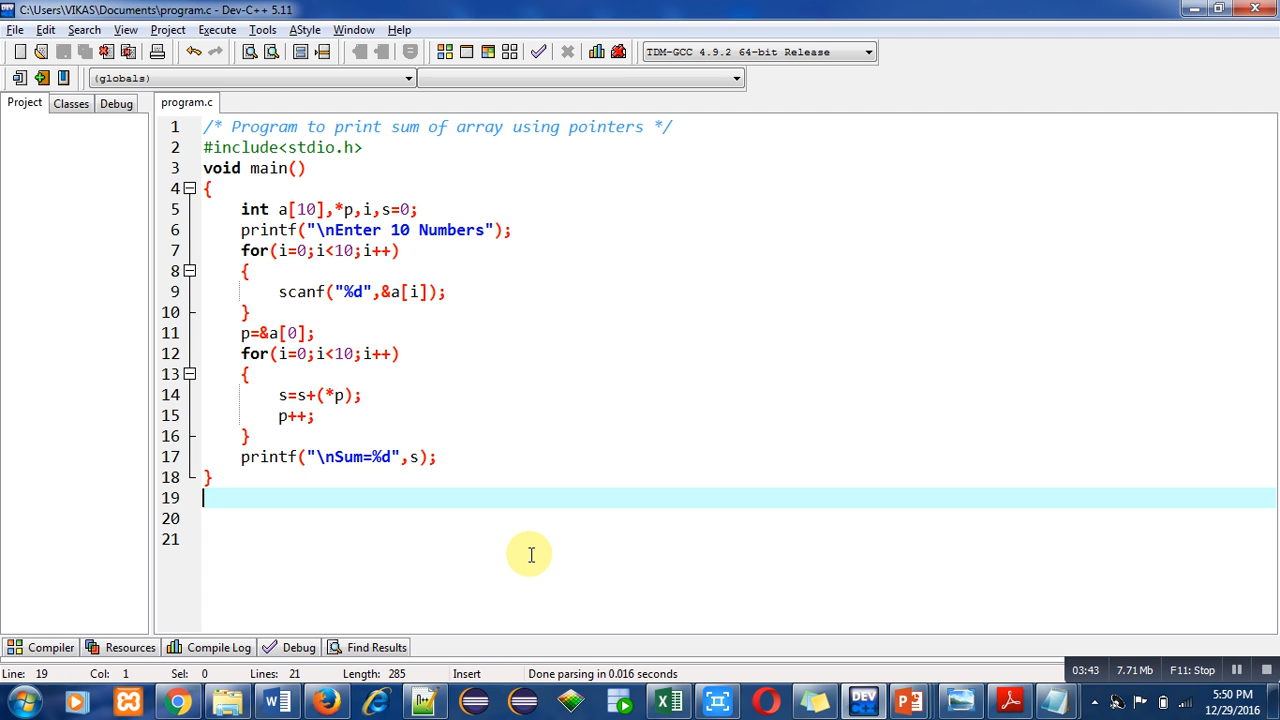 C:\Users\VIKAS\Documents\program.c - Dev-C++ 5.11
File Edit Search View Project Execute Tools AStyle Window Help
TDM-GCC 4.9.2 64-bit Release
(globals)
Project Classes Debug program.c
1 /* Program to print sum of array using pointers */
2 #include<stdio.h>
3 void main()
4 {
5 int a[10],*p,i,s=0;
6 printf("\nEnter 10 Numbers");
7 for(i=0;i<10;i++)
8 {
9 scanf("%d",&a[i]);
10 }
11 p=&a[0];
12 for(i=0;i<10;i++)
13 {
14 s=s+(*p);
15 p++;
16 }
17 printf("\nSum=%d",s);
18 }
19
20
21
Compiler Resources Compile Log Debug Find Results
Line: 19 Col: 1 Sel: 0 Lines: 21 Length: 285 Insert Done parsing in 0.016 seconds
03:43 7.71 Mb F11: Stop
DEV
5:50 PM
12/29/2016